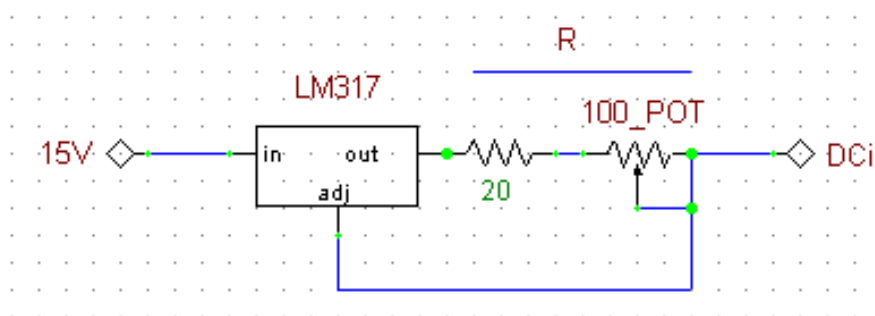 R
LM317
100_POT
15V
in out
DCi
adj
20